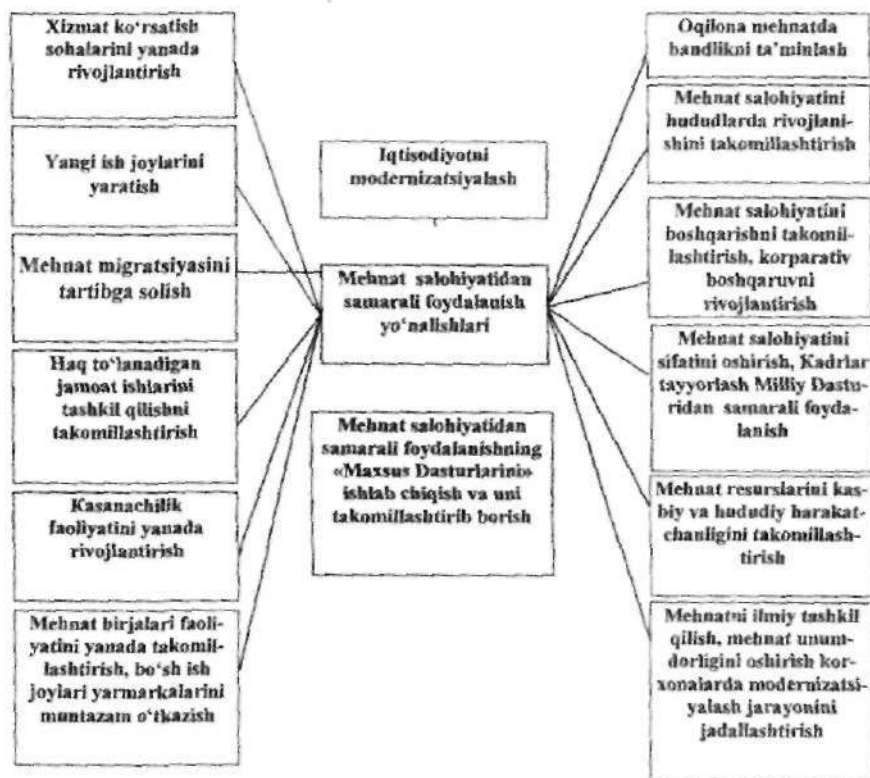 Xizmat ko‘rsatish
sohalarini yanada
rivojlantirish
Yangi ish joylarini
yaratish
Mehnat migratsiyasini
tartibga solish
Haq to‘lanadigan
jamoat ishlarini
tashkil qilishni
takomillashtirish
Kasanachilik
faoliyatini yanada
rivojlantirish
Mehnat birjalari faoli-
yatini yanada takomil-
lashtirish, bo‘sh ish
joylari yarmarkalarini
muntazam o‘tkazish
Iqtisodiyotni
modernizatsiyalash
Mehnat salohiyatidan
samarali foydalanish
yo‘nalishlari
Mehnat salohiyatidan
samarali foydalanishning
«Maxsus Dasturlarini»
ishlab chiqish va uni
takomillashtirib borish
Oqilona mehnatda
bandlikni ta’minlash
Mehnat salohiyatini
hududlarda rivojlani-
shini takomillashtirish
Mehnat salohiyatini
boshqarishni takomil-
lashtirish, korparativ
boshqaruvni
rivojlantirish
Mehnat salohiyatini
sifatini oshirish, Kadrlar
tayyorlash Milliy Dastu-
ridan samarali foyda-
lanish
Mehnat resurslarini kas-
biy va hududiy harakat-
chanligini takomillash-
tirish
Mehnatni ilmiy tashkil
qilish, mehnat unum-
dorligini oshirish kor-
xonalarda modernizatsi-
yalash jarayonini
jadallashtirish